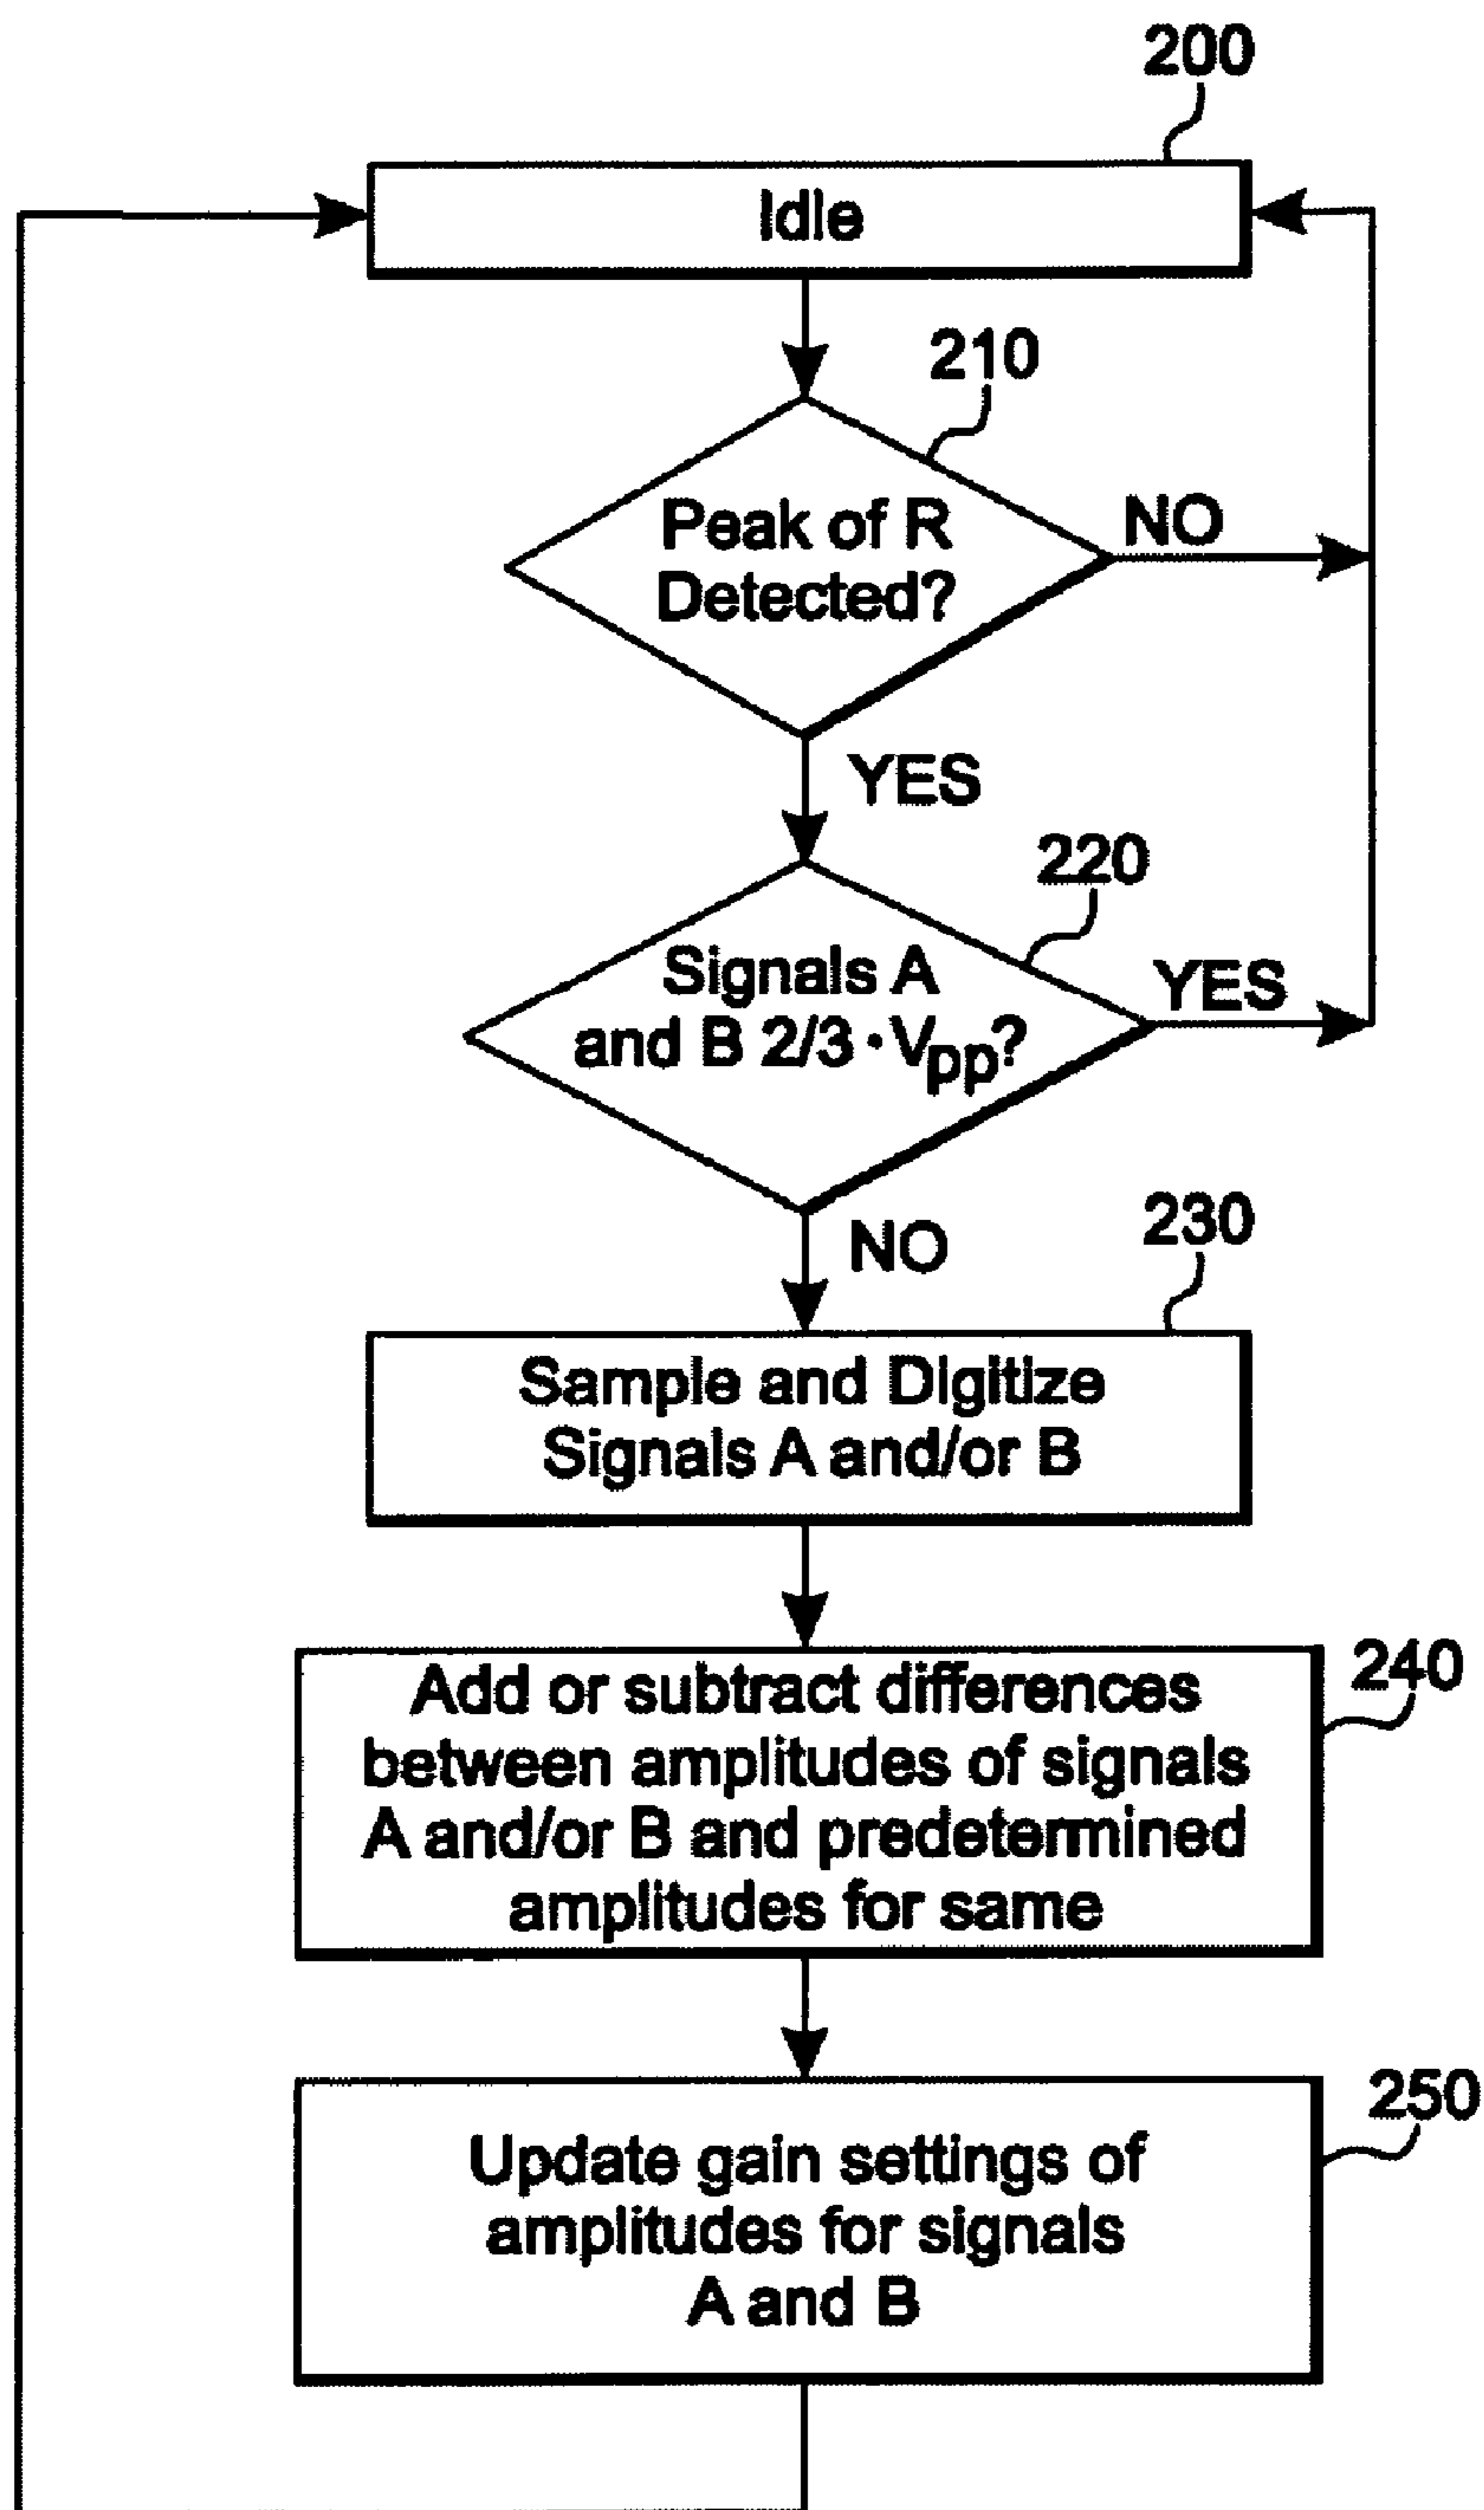 200
Idle
210
Peak of R
Detected?
NO
YES
220
Signals A
and B 2/3 • Vpp?
YES
NO
230
Sample and Digitize
Signals A and/or B
240
Add or subtract differences
between amplitudes of signals
A and/or B and predetermined
amplitudes for same
250
Update gain settings of
amplitudes for signals
A and B